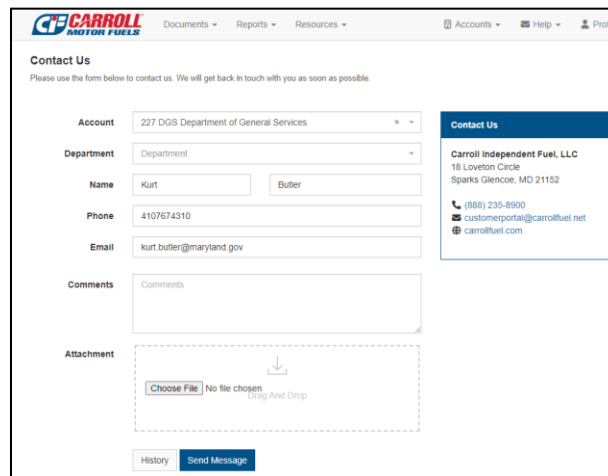 CARROLL
MOTOR FUELS
Documents
Reports
Resources
Accounts
Help
Contact Us
Please use the form below to contact us. We will get back in touch with you as soon as possible.
Account
227 DGS Department of General Services
Department
Department
Name
Kurt
Butler
Phone
4107674310
Email
kurt.butler@maryland.gov
Comments
Comments
Attachment
Choose File No file chosen
Drag And Drop
History
Send Message
Contact Us
Carroll Independent Fuel, LLC
18 Loveton Circle
Sparks Glencoe, MD 21152
(888) 235-8900
customerportal@carrollfuel.net
carrollfuel.com